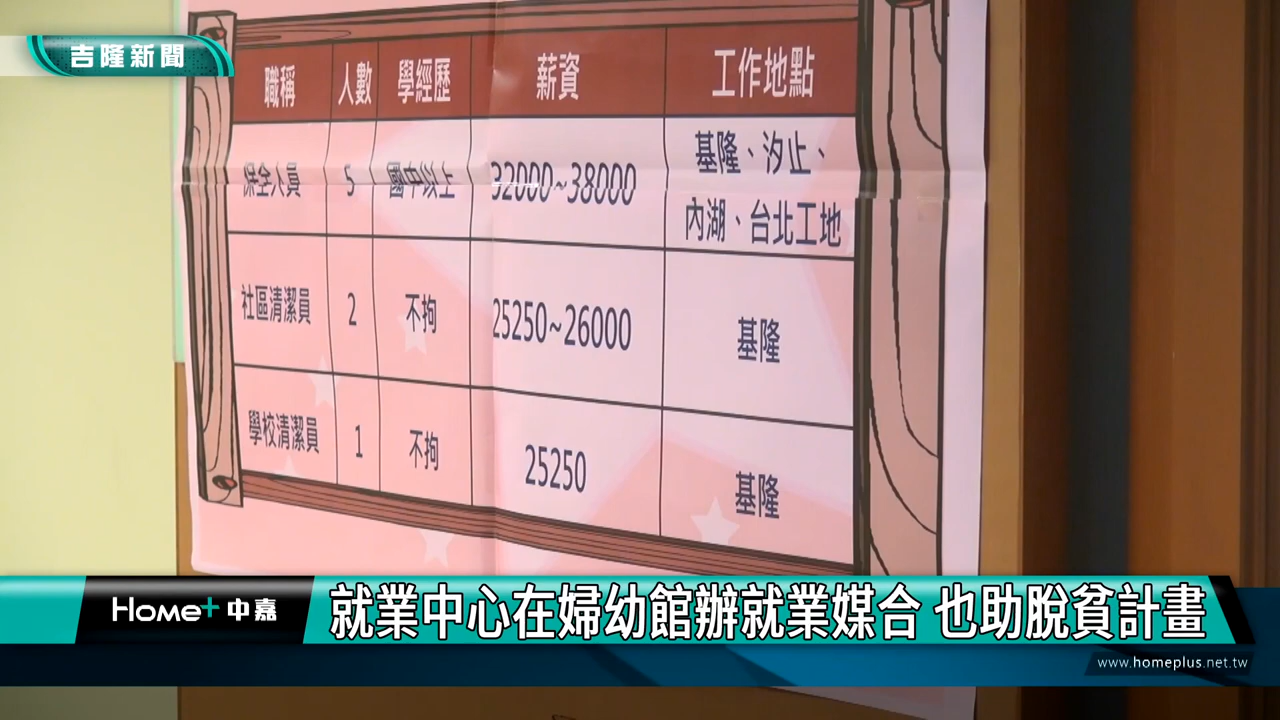 吉隆新聞
職稱 人數 學經歷 薪資 工作地點
保全人員 5 國中以上 32000~38000 基隆、汐止、
內湖、台北工地
社區清潔員 2 不拘 25250~26000 基隆
學校清潔員 1 不拘 25250 基隆
Home+ 中嘉
就業中心在婦幼館辦就業媒合 也助脫貧計畫
www.homeplus.net.tw